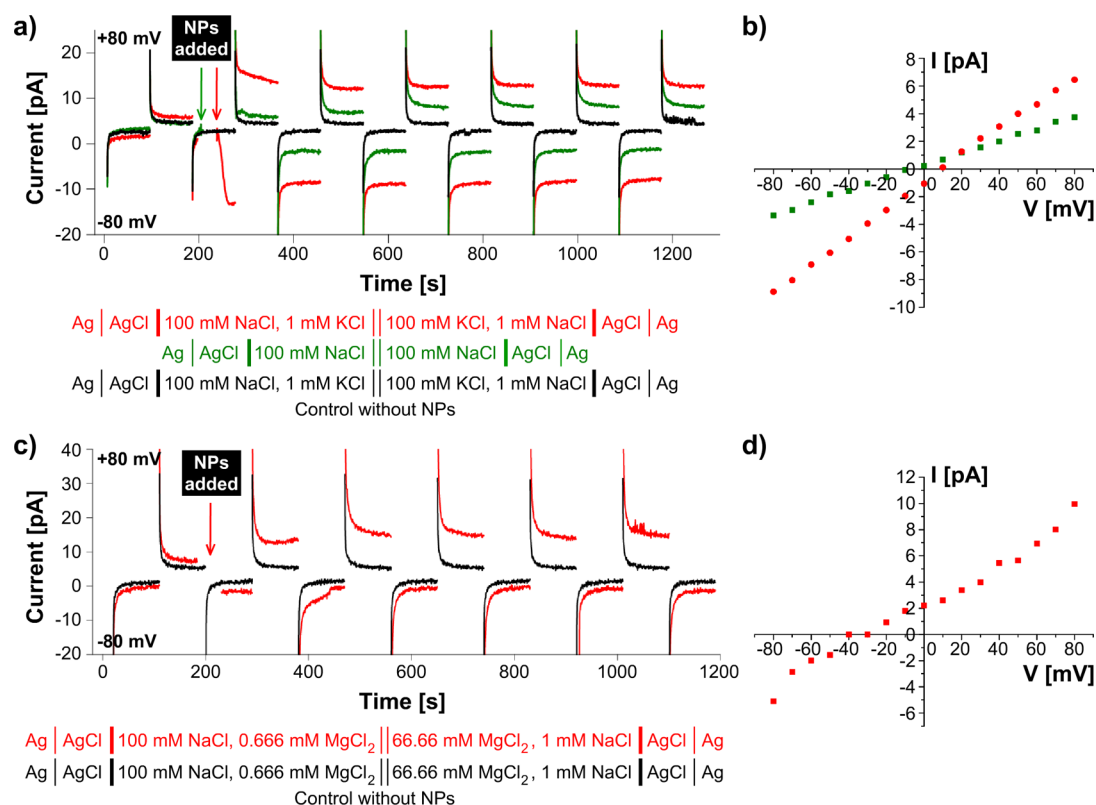 a)
+80 mV
NPs
added
-80 mV
Current [pA]
20
10
0
-10
-20
0 200 400 600 800 1000 1200
Time [s]
Ag | AgCl | 100 mM NaCl, 1 mM KCl || 100 mM KCl, 1 mM NaCl | AgCl | Ag
Ag | AgCl | 100 mM NaCl || 100 mM NaCl | AgCl | Ag
Ag | AgCl | 100 mM NaCl, 1 mM KCl || 100 mM KCl, 1 mM NaCl | AgCl | Ag
Control without NPs
b)
I [pA]
8
6
4
2
0
-2
-4
-6
-8
-10
-80 -60 -40 -20 0 20 40 60 80
V [mV]
c)
+80 mV
NPs
added
-80 mV
Current [pA]
40
30
20
10
0
-10
-20
0 200 400 600 800 1000 1200
Time [s]
Ag | AgCl | 100 mM NaCl, 0.666 mM MgCl2 || 66.66 mM MgCl2, 1 mM NaCl | AgCl | Ag
Ag | AgCl | 100 mM NaCl, 0.666 mM MgCl2 || 66.66 mM MgCl2, 1 mM NaCl | AgCl | Ag
Control without NPs
d)
I [pA]
12
10
8
6
4
2
0
-2
-4
-6
-80 -60 -40 -20 0 20 40 60 80
V [mV]